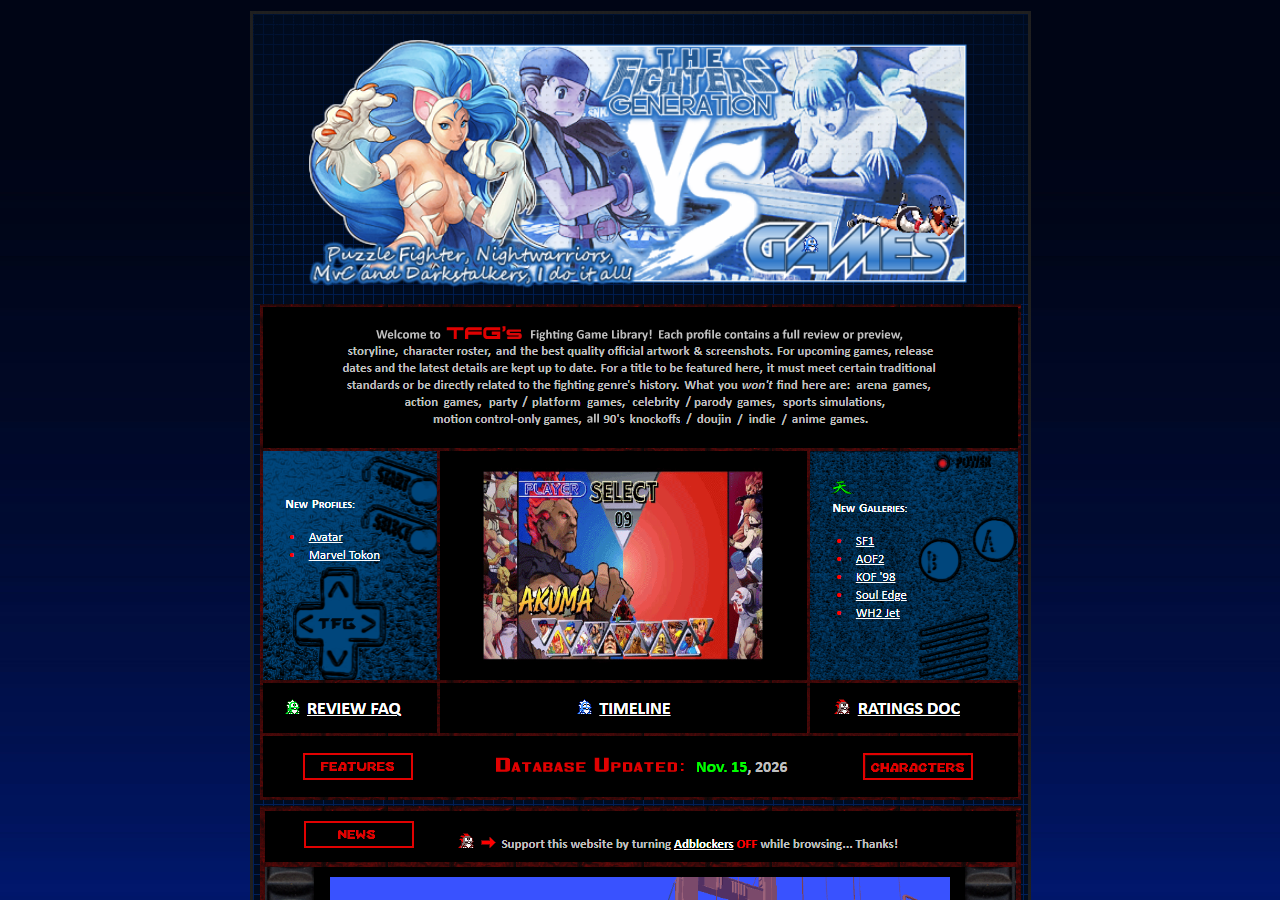 THE
FIGHTERS
GENERATION
VS
GAMES
Puzzle Fighter, Nightwarriors,
MvC and Darkstalkers, I do it all!
Welcome to TFG's Fighting Game Library! Each profile contains a full review or preview,
storyline, character roster, and the best quality official artwork & screenshots. For upcoming games, release
dates and the latest details are kept up to date. For a title to be featured here, it must meet certain traditional
standards or be directly related to the fighting genre's history. What you won't find here are: arena games,
action games, party / platform games, celebrity / parody games, sports simulations,
motion control-only games, all 90's knockoffs / doujin / indie / anime games.
START
SELECT
New Profiles:
Avatar
Marvel Tokon
TFG
PLAYER SELECT
09
AKUMA
POWER
天
New Galleries:
SF1
AOF2
KOF '98
Soul Edge
WH2 Jet
B
A
REVIEW FAQ
TIMELINE
RATINGS DOC
FEATURES
Database Updated: Nov. 15, 2026
CHARACTERS
NEWS
Support this website by turning Adblockers OFF while browsing... Thanks!